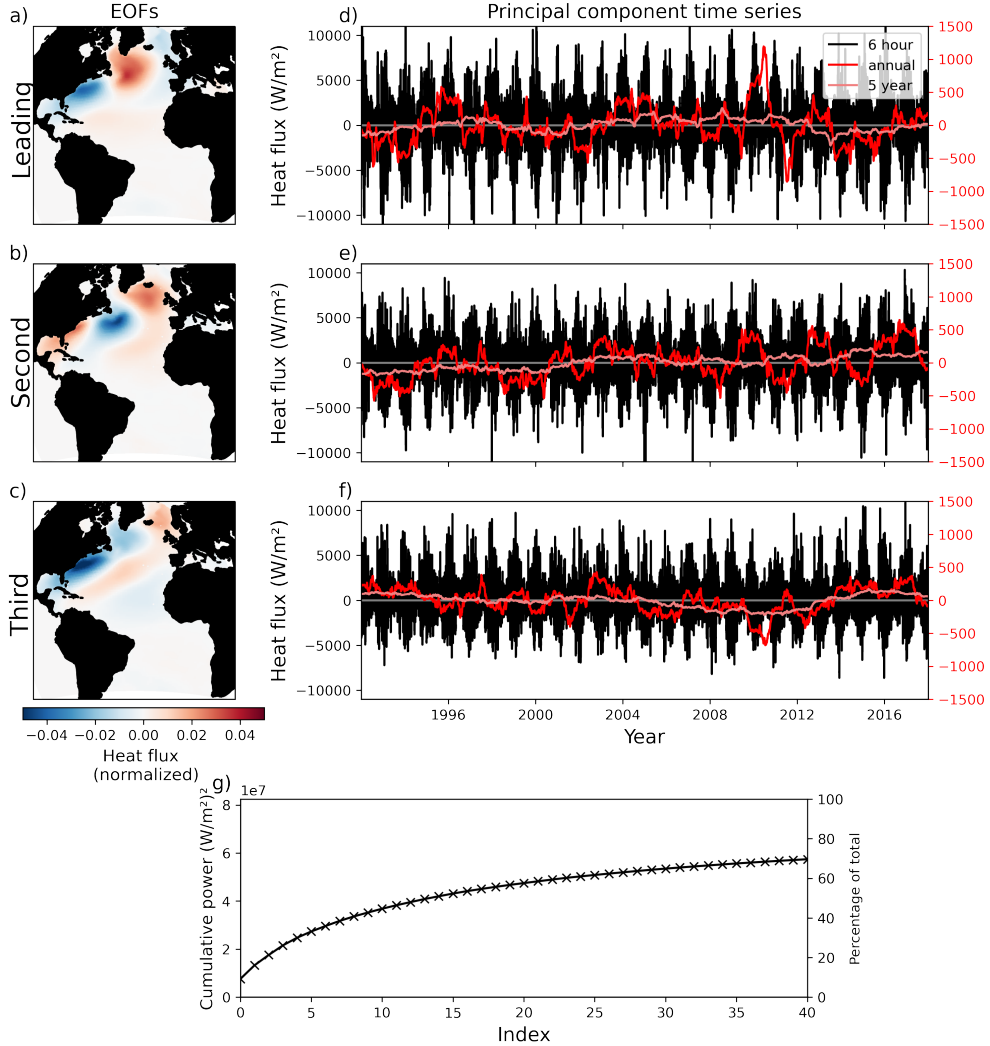 a)
EOFs
d)
Principal component time series
Leading
Heat flux (W/m²)
10000
5000
0
−5000
−10000
6 hour
annual
5 year
1500
1000
500
0
−500
−1000
−1500
b)
e)
Second
Heat flux (W/m²)
10000
5000
0
−5000
−10000
1500
1000
500
0
−500
−1000
−1500
c)
f)
Third
Heat flux (W/m²)
10000
5000
0
−5000
−10000
1500
1000
500
0
−500
−1000
−1500
1996 2000 2004 2008 2012 2016
Year
−0.04 −0.02 0.00 0.02 0.04
Heat flux
(normalized)
g)
1e7
Cumulative power (W/m²)²
8
6
4
2
0
100
80
60
40
20
0
Percentage of total
0 5 10 15 20 25 30 35 40
Index